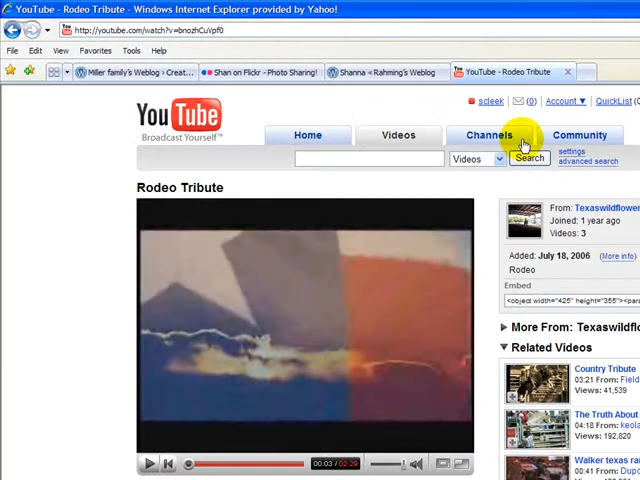 YouTube - Rodeo Tribute - Windows Internet Explorer provided by Yahoo!
http://youtube.com/watch?v=bnozhCuVpf0
File Edit View Favorites Tools Help
Miller family's Weblog › Creat... Shan on Flickr - Photo Sharing! Shanna « Rahming's Weblog YouTube - Rodeo Tribute
scleek (0) Account QuickList (0
YouTube
Broadcast Yourself™
Home Videos Channels Community
Videos Search settings
advanced search
Rodeo Tribute
From: Texaswildflower
Joined: 1 year ago
Videos: 3
Added: July 18, 2006 (More info)
Rodeo
Embed
<object width="425" height="355"><para
More From: Texaswildflo
Related Videos
Country Tribute
03:21 From: Field
Views: 41,539
The Truth About
04:18 From: keola
Views: 192,820
Walker texas ra
From: Dupo
00:03 / 02:29